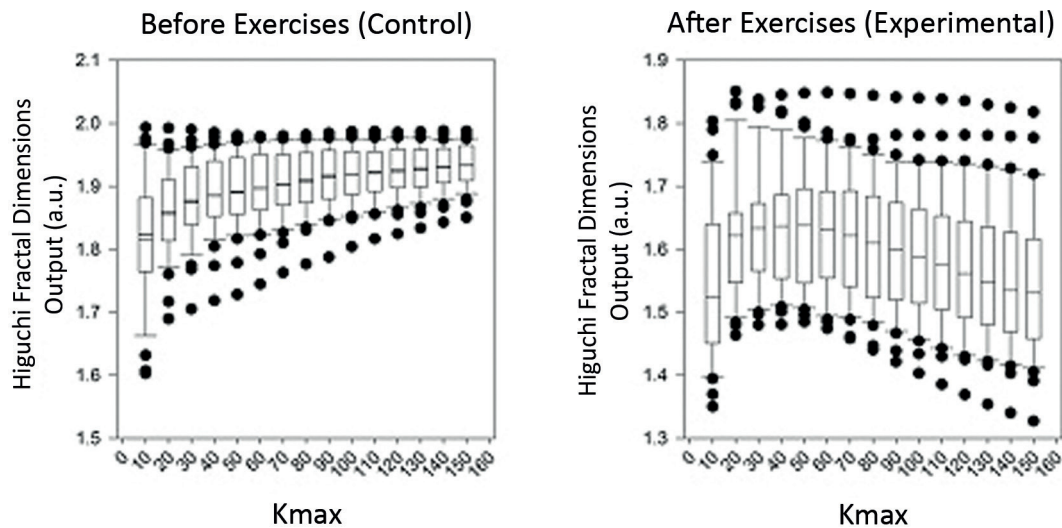 Before Exercises (Control)
Higuchi Fractal Dimensions
Output (a.u.)
2.1
2.0
1.9
1.8
1.7
1.6
1.5
0 10 20 30 40 50 60 70 80 90 100 110 120 130 140 150 160
Kmax
After Exercises (Experimental)
Higuchi Fractal Dimensions
Output (a.u.)
1.9
1.8
1.7
1.6
1.5
1.4
1.3
0 10 20 30 40 50 60 70 80 90 100 110 120 130 140 150 160
Kmax